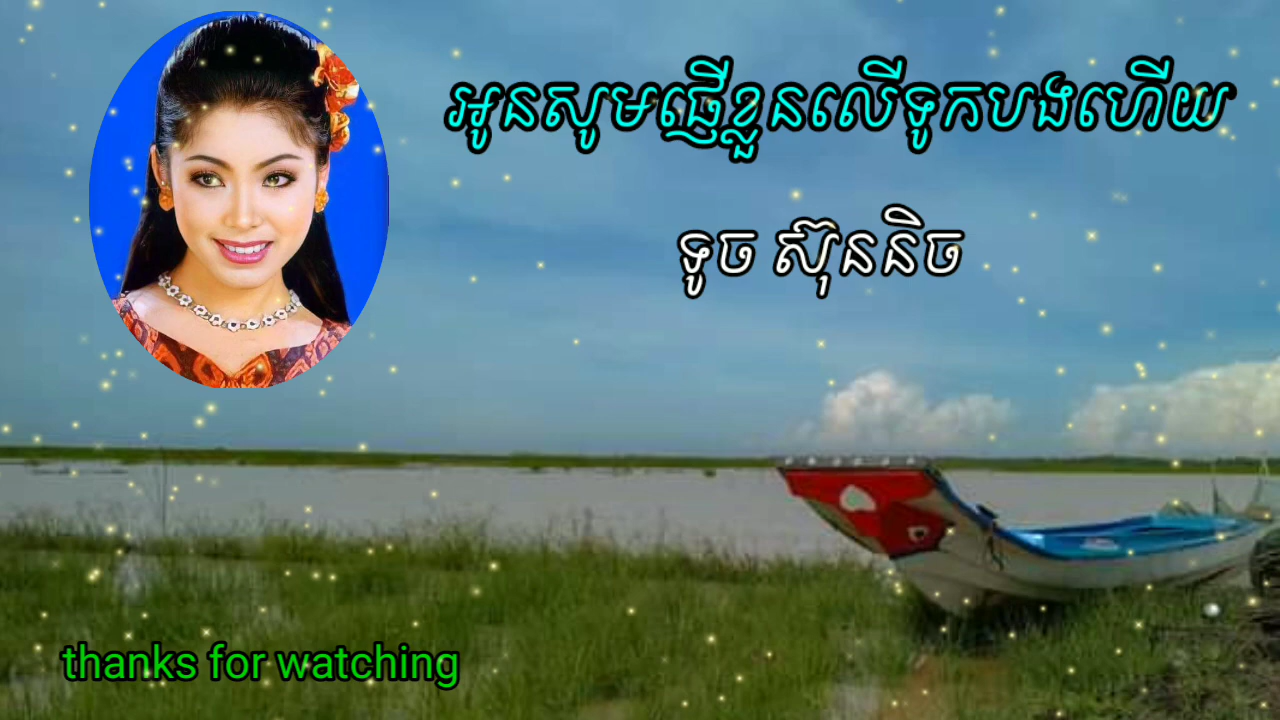 អូនសូមផ្ញើខ្លួនលើទូកបងហើយ
ទូច ស៊ុននិច
thanks for watching